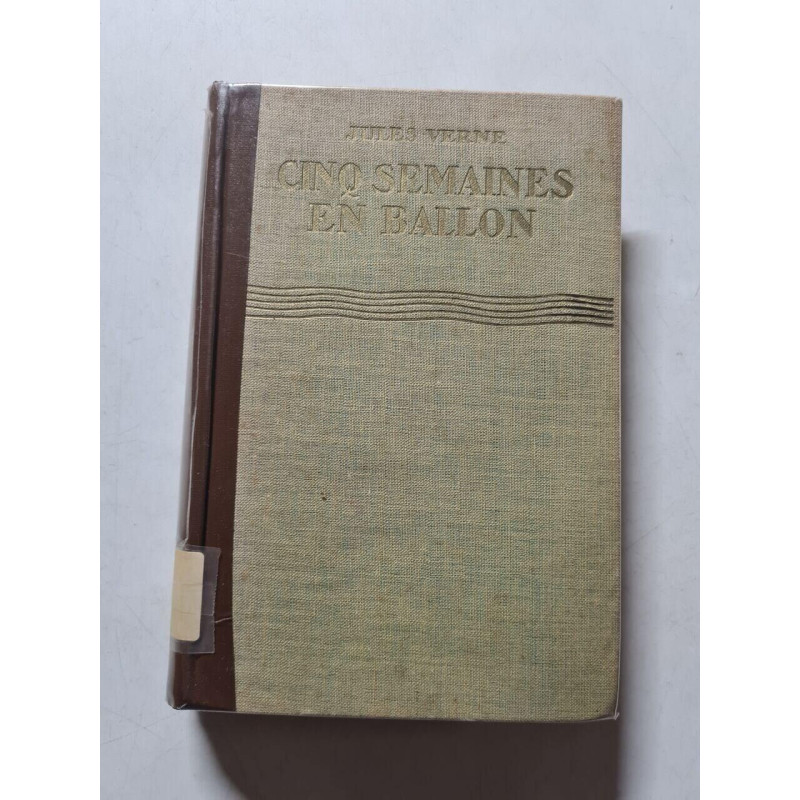 JULES VERNE
CINQ SEMAINES
EN BALLON